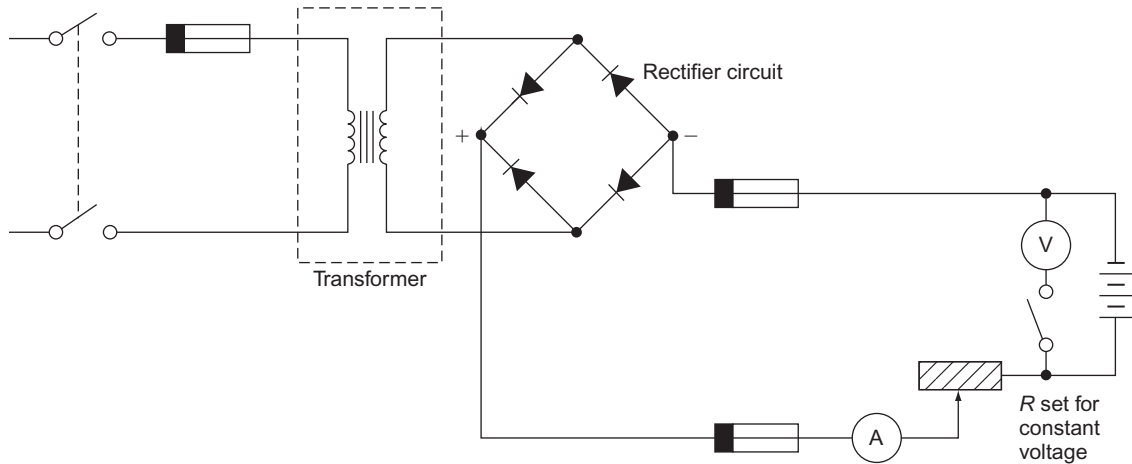 Rectifier circuit
+
−
Transformer
V
A
R set for
constant
voltage